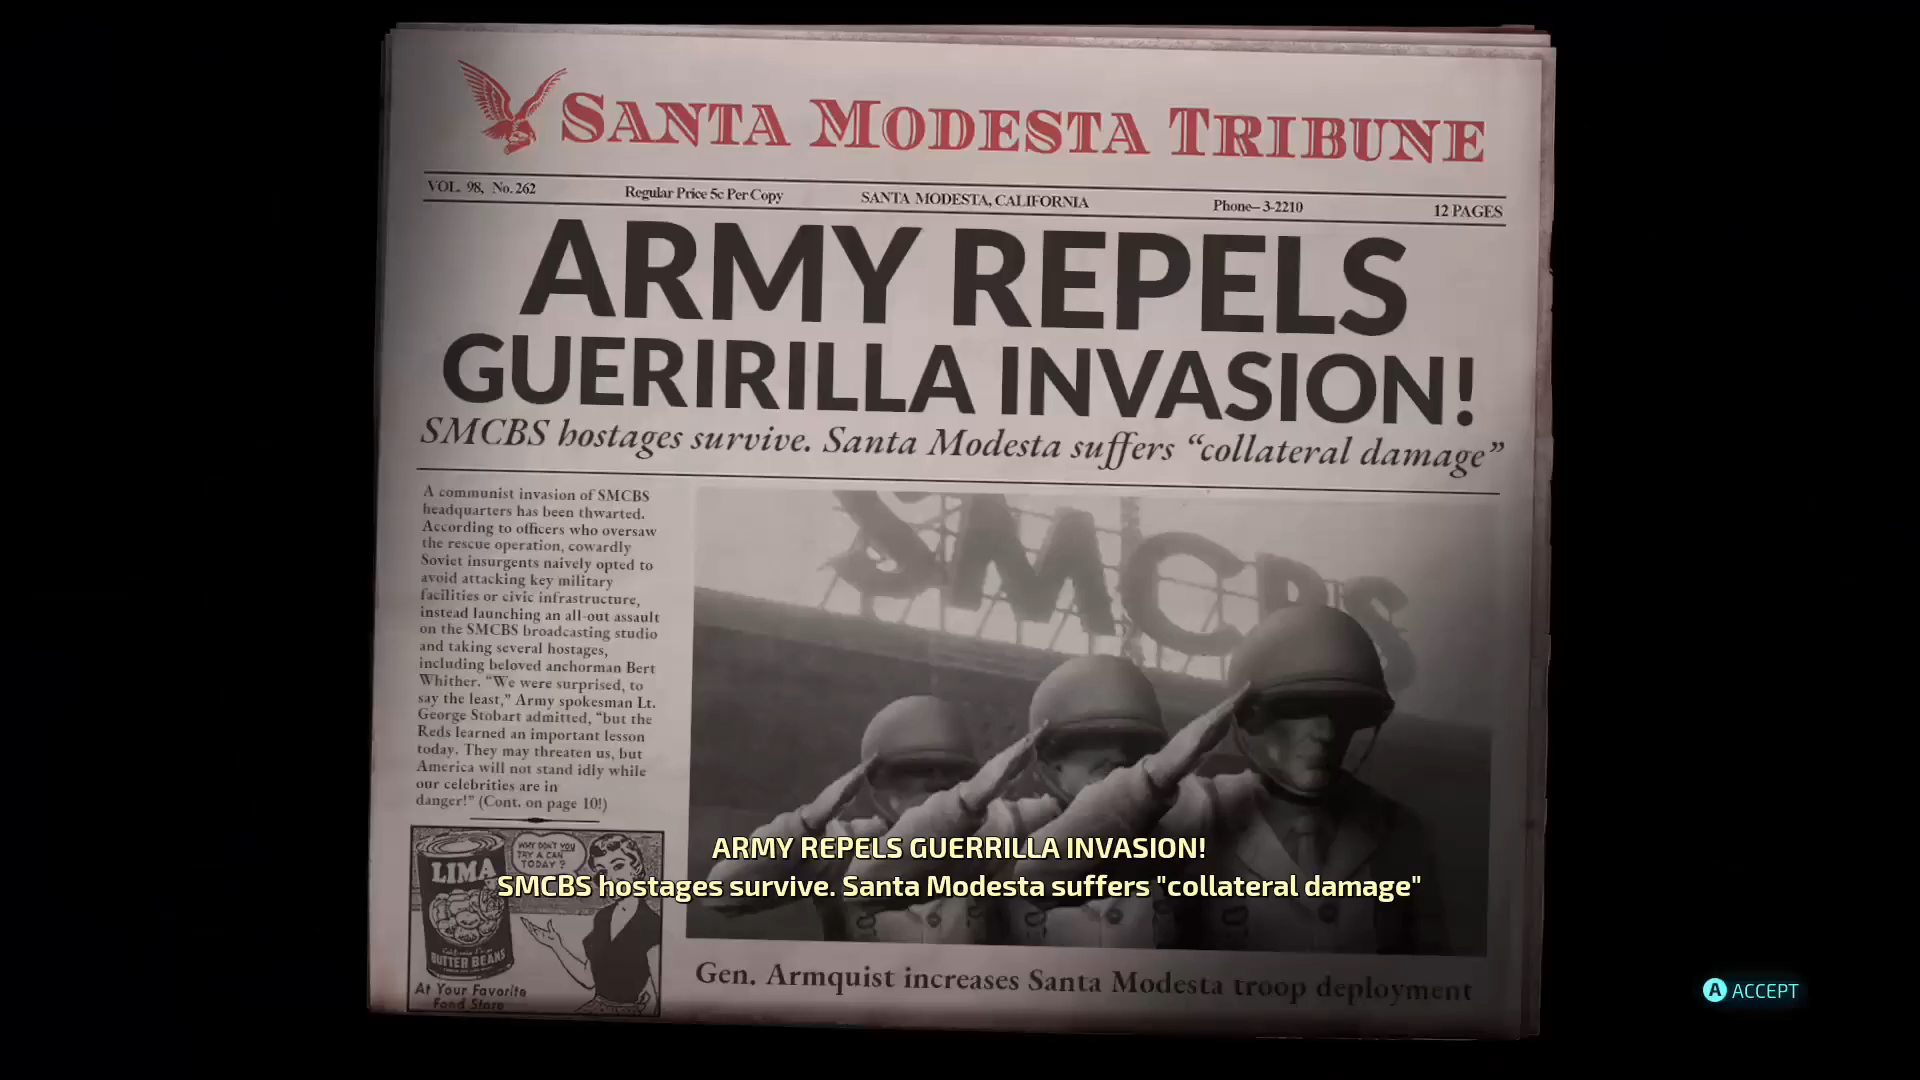 SANTA MODESTA TRIBUNE
VOL. 98, No. 262 Regular Price 5c Per Copy SANTA MODESTA, CALIFORNIA Phone–3-2210 12 PAGES
ARMY REPELS
GUERIRILLA INVASION!
SMCBS hostages survive. Santa Modesta suffers “collateral damage”
A communist invasion of SMCBS
headquarters has been thwarted.
According to officers who oversaw
the rescue operation, cowardly
Soviet insurgents naively opted to
avoid attacking key military
facilities or civic infrastructure,
instead launching an all-out assault
on the SMCBS broadcasting studio
and taking several hostages,
including beloved anchorman Bert
Whither. “We were surprised, to
say the least,” Army spokesman Lt.
George Stobart admitted, “but the
Reds learned an important lesson
today. They may threaten us, but
America will not stand idly while
our celebrities are in
danger!” (Cont. on page 10!)
SMCBS
WHY DON'T YOU
TRY A CAN
TODAY?
LIMA
BUTTER BEANS
At Your Favorite
Food Store
ARMY REPELS GUERRILLA INVASION!
SMCBS hostages survive. Santa Modesta suffers "collateral damage"
Gen. Armquist increases Santa Modesta troop deployment
A ACCEPT